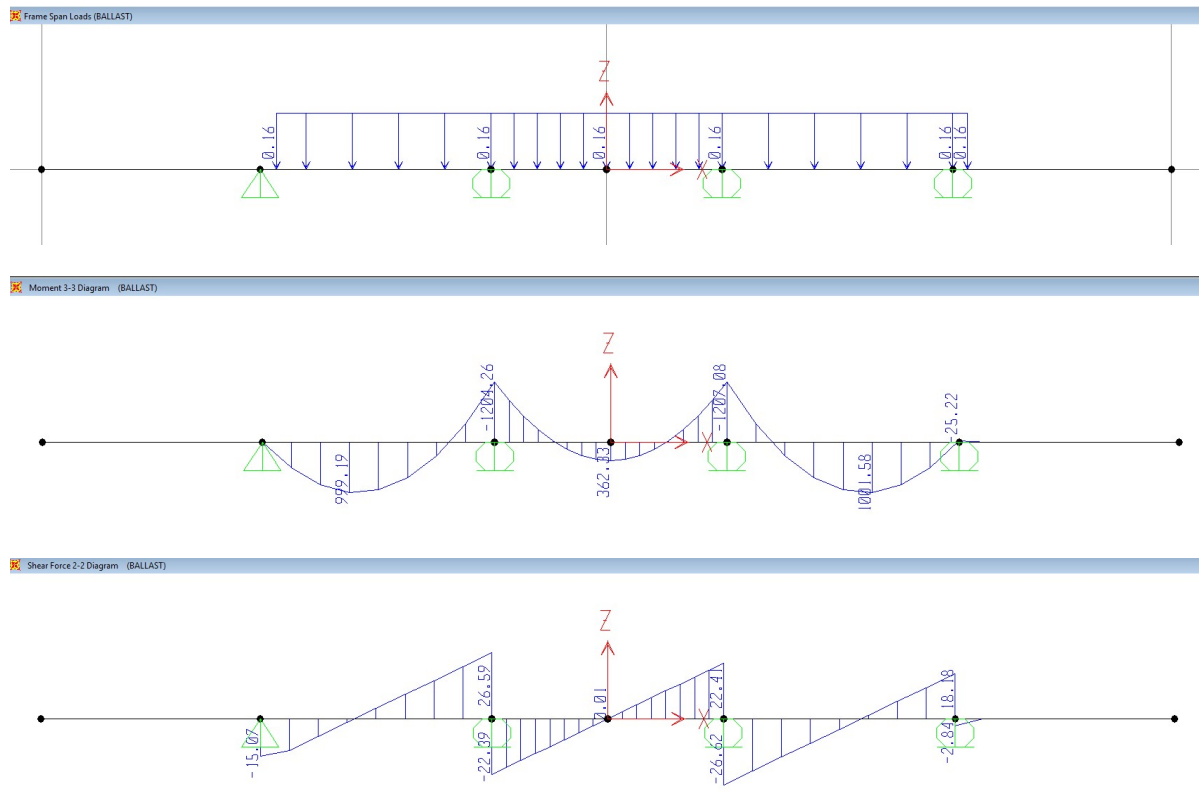 Frame Span Loads (BALLAST)
Z
0.16
0.16
0.16
0.16
0.16
0.16
X
Moment 3-3 Diagram (BALLAST)
Z
-1204.26
-1207.08
-25.22
X
999.19
362.33
1001.58
Shear Force 2-2 Diagram (BALLAST)
Z
26.59
0.01
22.41
18.18
X
-15.07
-22.39
-26.62
-2.84